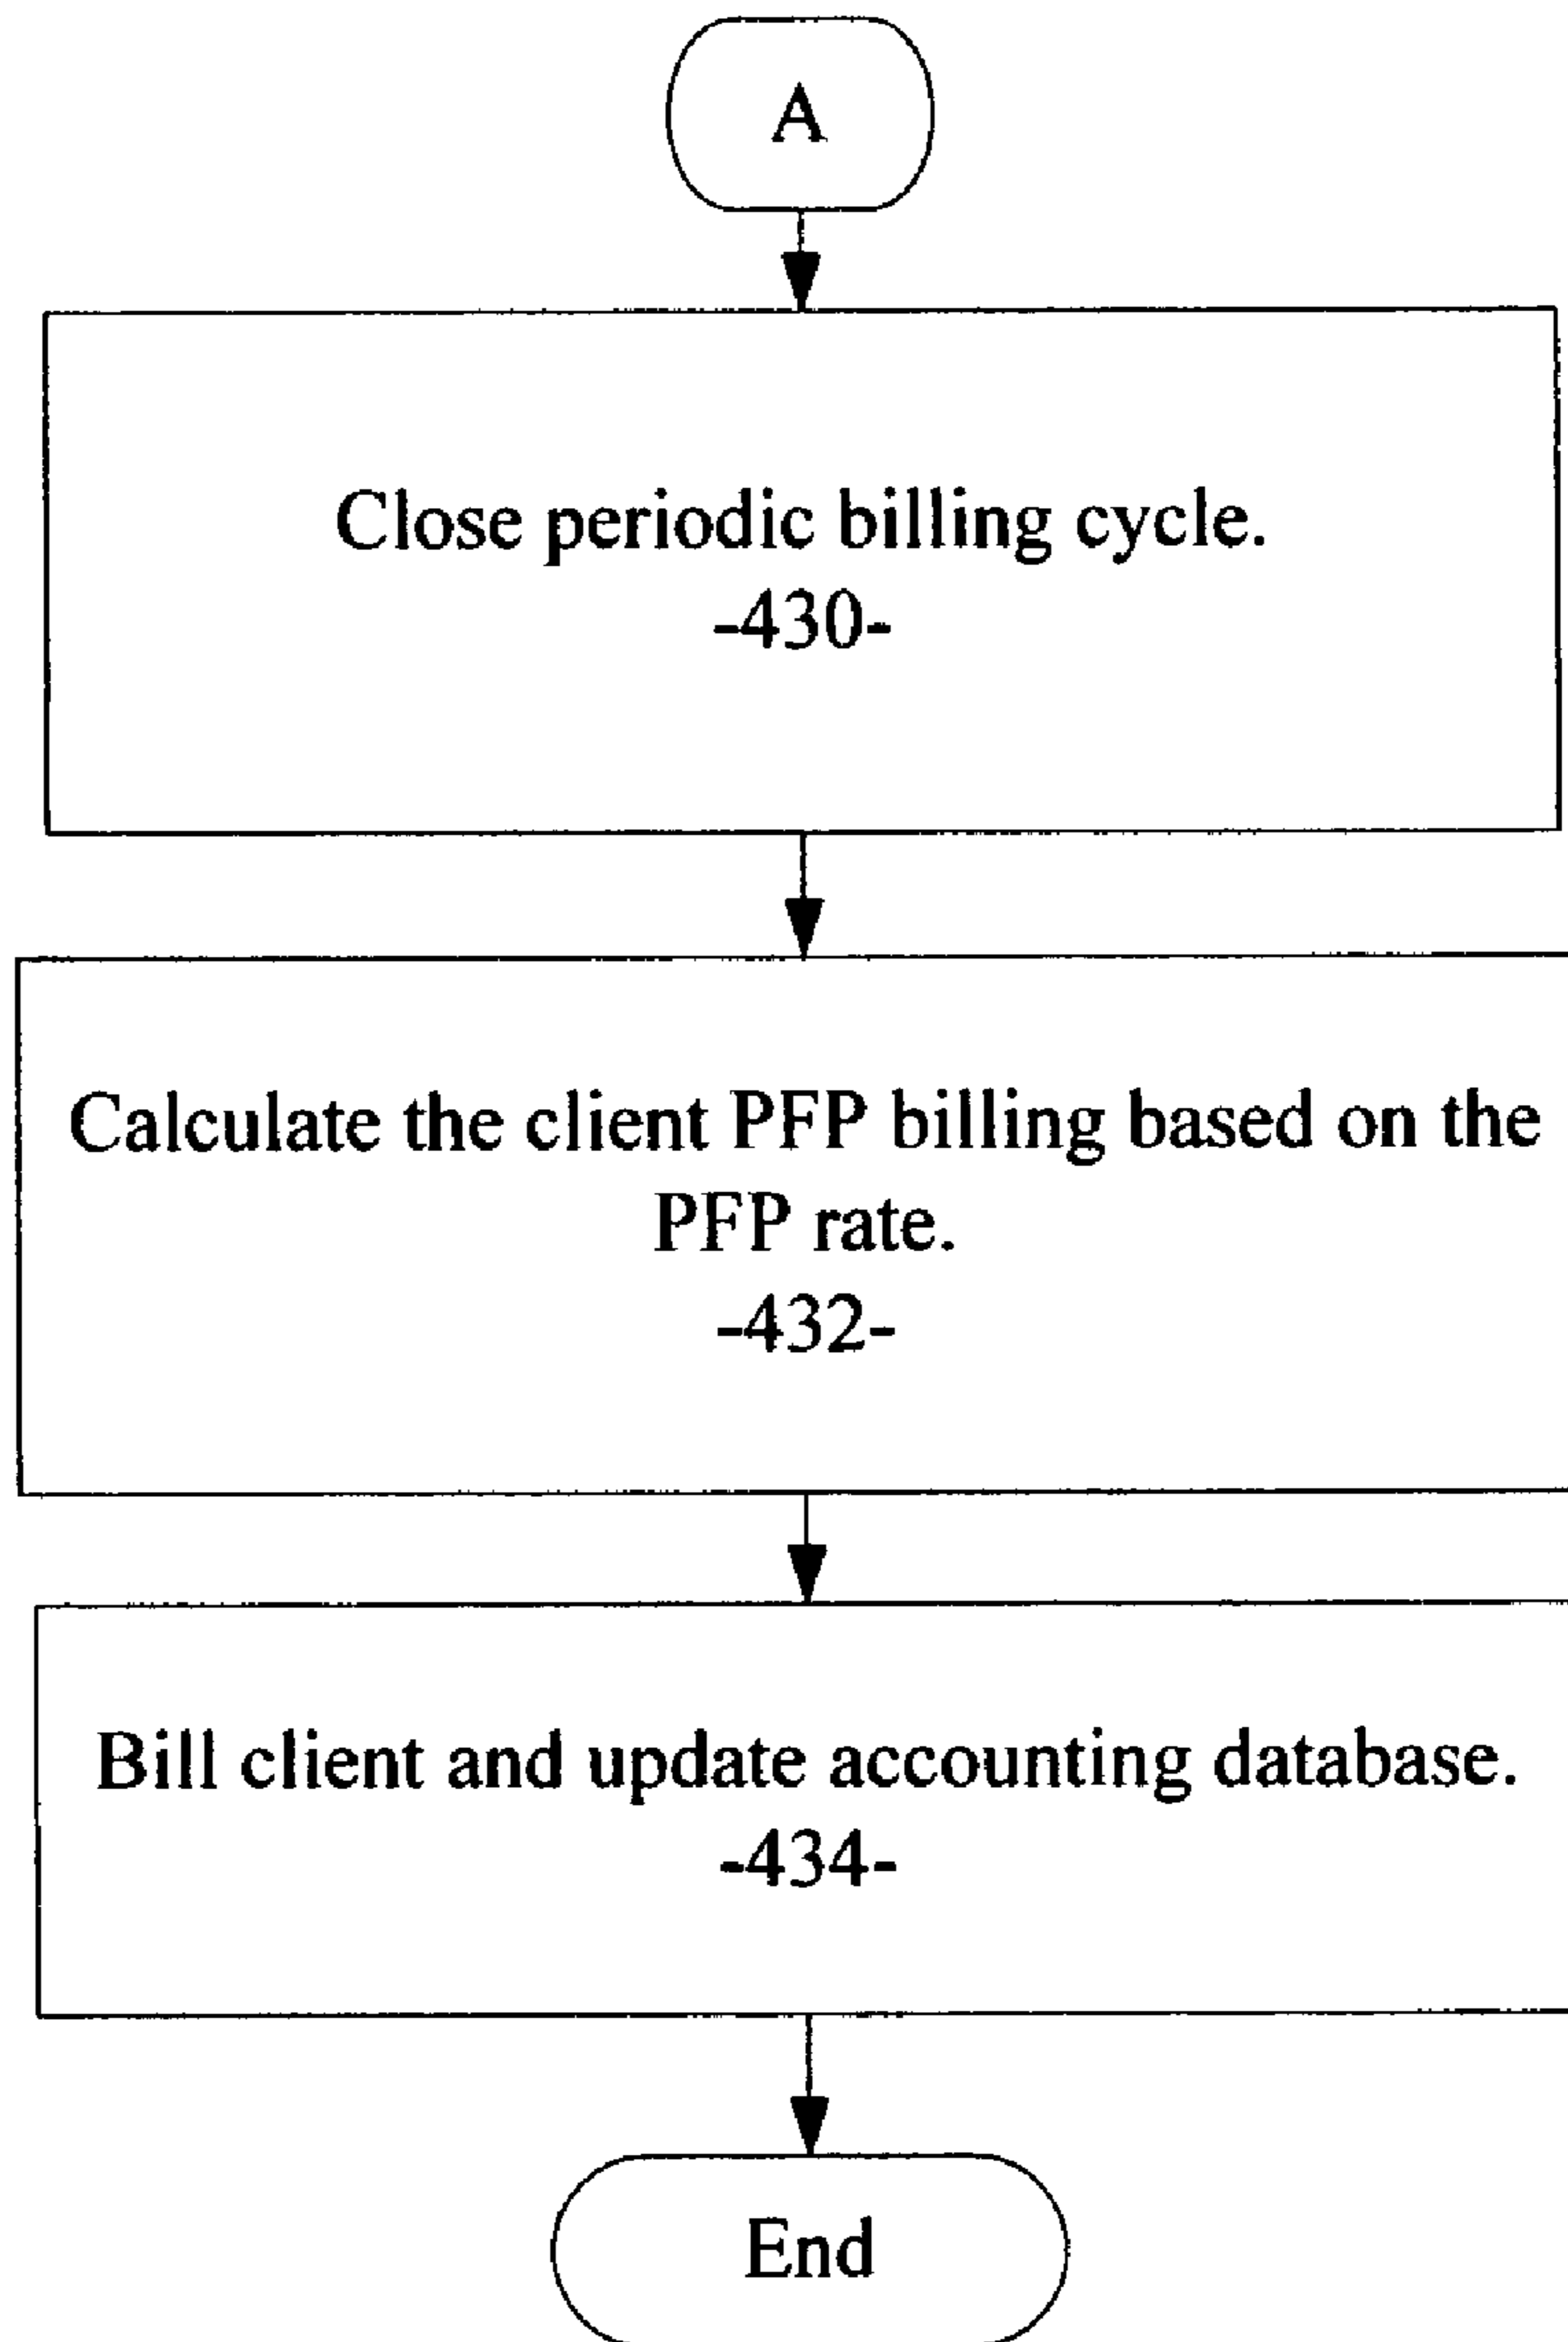 A
Close periodic billing cycle.
-430-
Calculate the client PFP billing based on the
PFP rate.
-432-
Bill client and update accounting database.
-434-
End